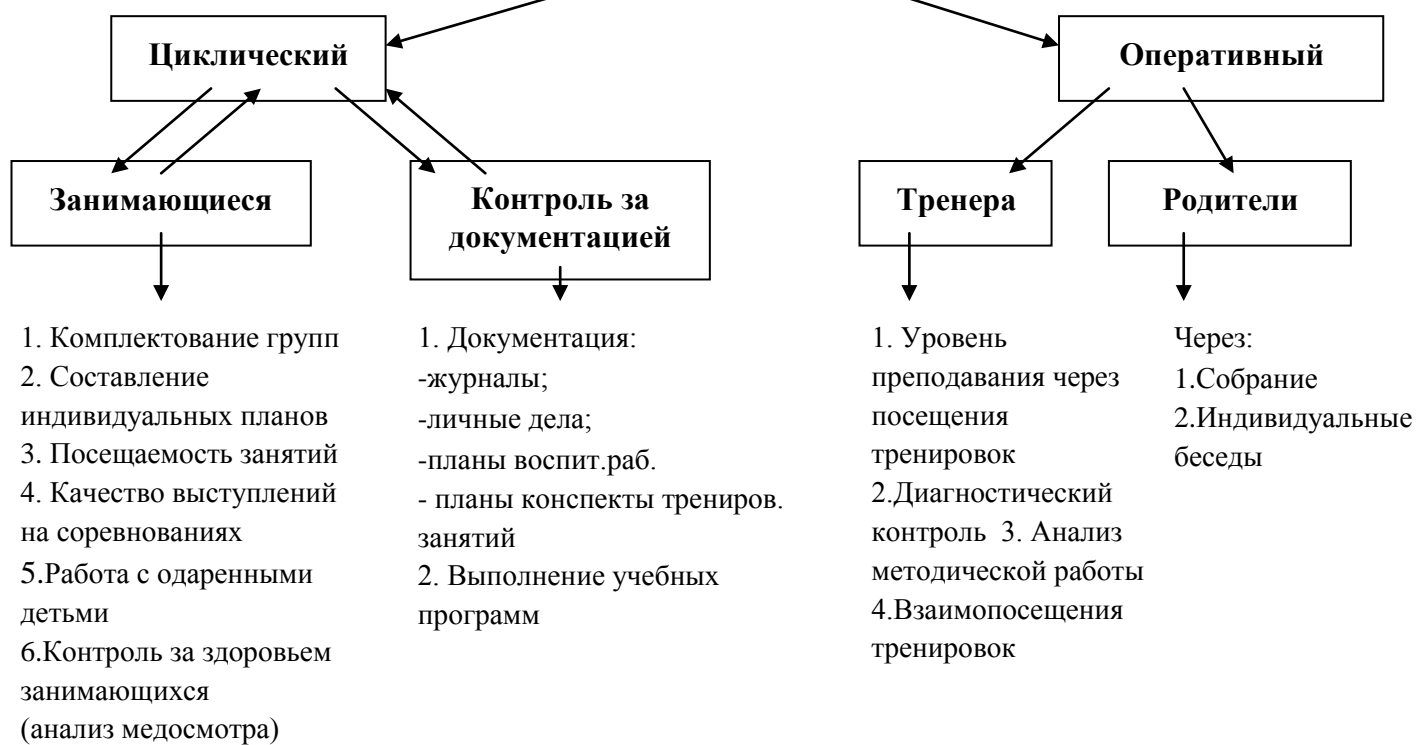 Циклический
Оперативный
Занимающиеся
Контроль за
документацией
Тренера
Родители
1. Комплектование групп
2. Составление
индивидуальных планов
3. Посещаемость занятий
4. Качество выступлений
на соревнованиях
5.Работа с одаренными
детьми
6.Контроль за здоровьем
занимающихся
(анализ медосмотра)
1. Документация:
-журналы;
-личные дела;
-планы воспит.раб.
- планы конспекты трениров.
занятий
2. Выполнение учебных
программ
1. Уровень
преподавания через
посещения
тренировок
2.Диагностический
контроль 3. Анализ
методической работы
4.Взаимопосещения
тренировок
Через:
1.Собрание
2.Индивидуальные
беседы